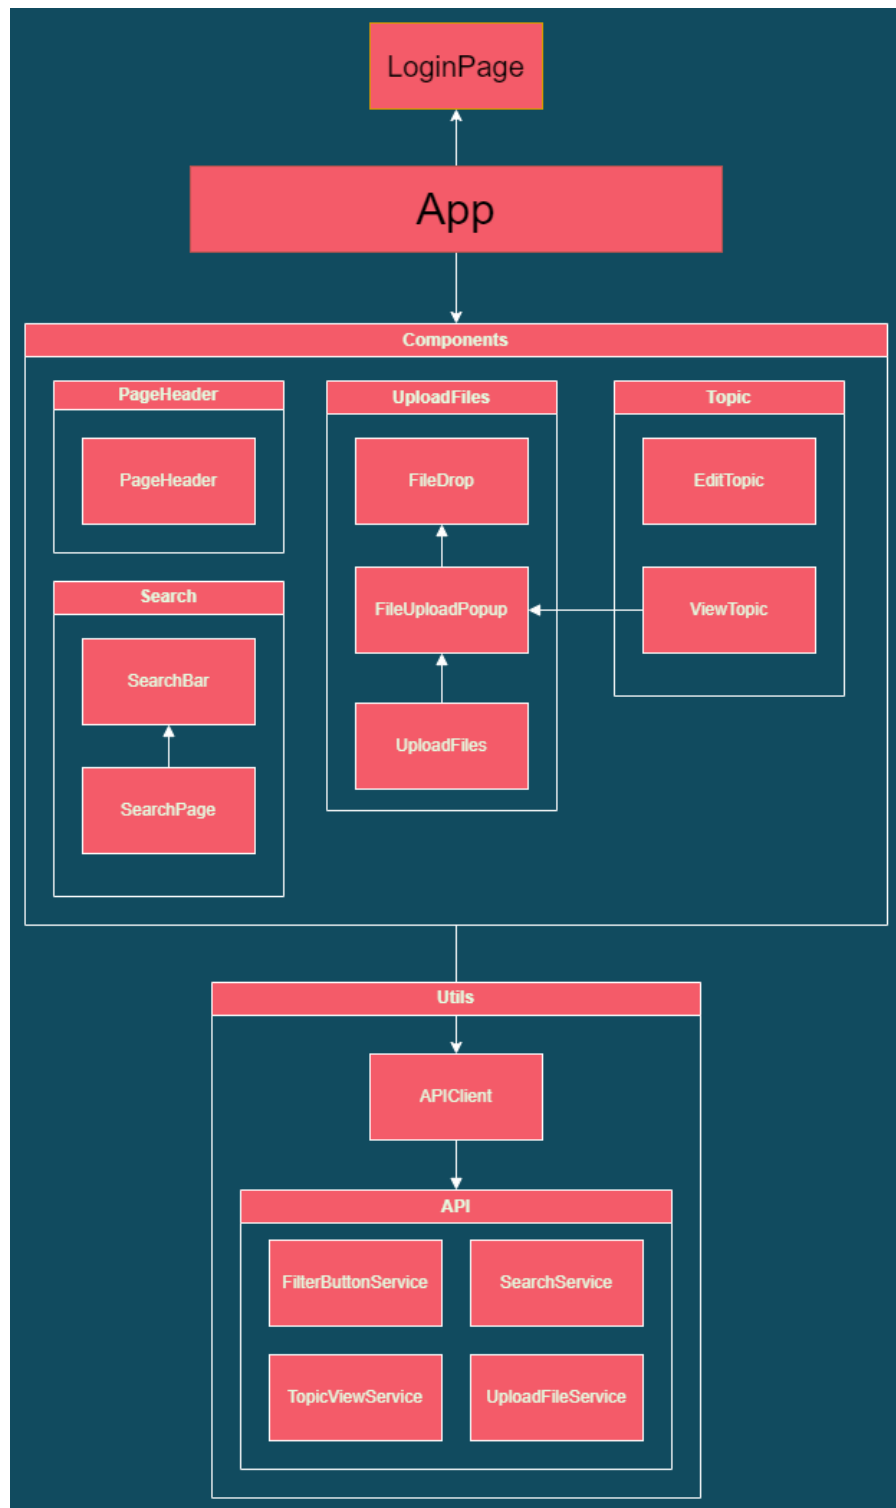 LoginPage
App
Components
PageHeader
PageHeader
Search
SearchBar
SearchPage
UploadFiles
FileDrop
FileUploadPopup
UploadFiles
Topic
EditTopic
ViewTopic
Utils
APIClient
API
FilterButtonService
SearchService
TopicViewService
UploadFileService